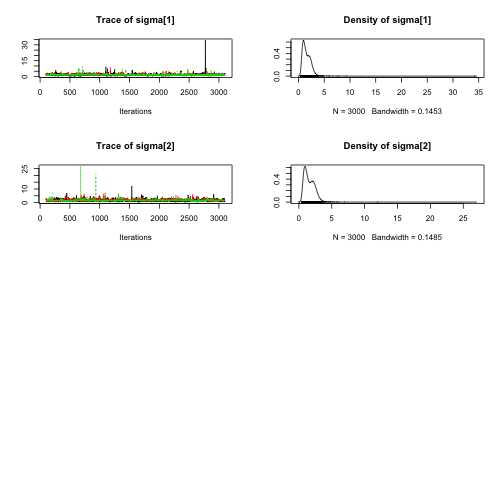 Trace of sigma[1]
30
15
0
0 500 1000 1500 2000 2500 3000
Iterations
Density of sigma[1]
0.4
0.0
0 5 10 15 20 25 30 35
N = 3000 Bandwidth = 0.1453
Trace of sigma[2]
25
10
0
0 500 1000 1500 2000 2500 3000
Iterations
Density of sigma[2]
0.4
0.0
0 5 10 15 20 25
N = 3000 Bandwidth = 0.1485